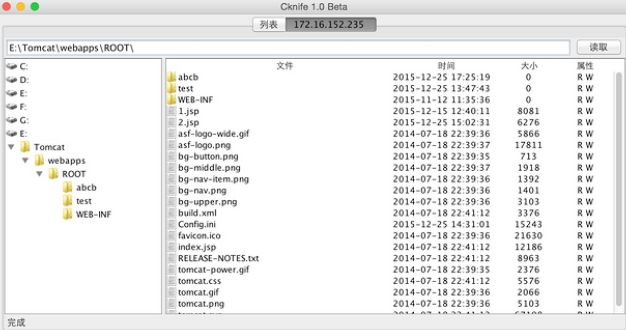 Cknife 1.0 Beta
列表 172.16.152.235
E:\Tomcat\webapps\ROOT\ 读取
C:
D:
E:
F:
G:
E:
Tomcat
webapps
ROOT
abcb
test
WEB-INF
文件 时间 大小 属性
abcb 2015-12-25 17:25:19 0 R W
test 2015-12-25 13:47:43 0 R W
WEB-INF 2015-11-12 11:35:36 0 R W
1.jsp 2015-12-25 12:40:11 8081 R W
2.jsp 2015-12-25 15:02:31 6276 R W
asf-logo-wide.gif 2014-07-18 22:39:36 5866 R W
asf-logo.png 2014-07-18 22:39:37 17811 R W
bg-button.png 2014-07-18 22:39:35 713 R W
bg-middle.png 2014-07-18 22:39:37 1918 R W
bg-nav-item.png 2014-07-18 22:39:36 1392 R W
bg-nav.png 2014-07-18 22:39:36 1401 R W
bg-upper.png 2014-07-18 22:39:36 3103 R W
build.xml 2014-07-18 22:41:12 3376 R W
Config.ini 2015-12-25 14:31:01 15243 R W
favicon.ico 2014-07-18 22:39:36 21630 R W
index.jsp 2014-07-18 22:41:12 12186 R W
RELEASE-NOTES.txt 2014-07-18 22:41:12 8963 R W
tomcat-power.gif 2014-07-18 22:39:35 2376 R W
tomcat.css 2014-07-18 22:41:12 5576 R W
tomcat.gif 2014-07-18 22:39:36 2066 R W
tomcat.png 2014-07-18 22:39:36 5103 R W
完成